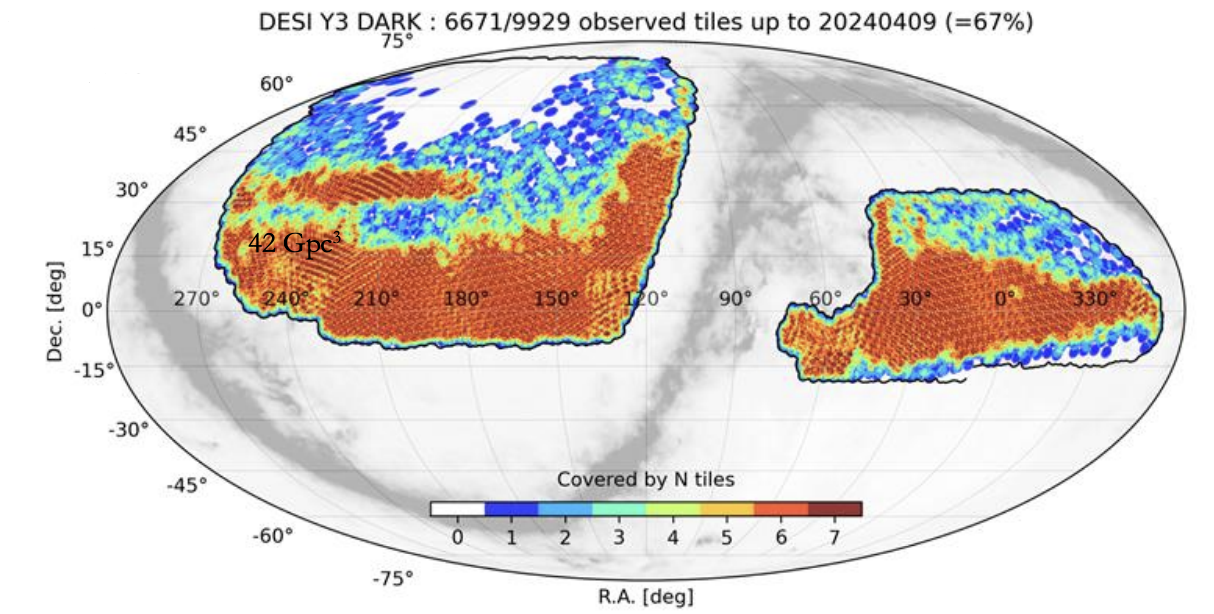 DESI Y3 DARK : 6671/9929 observed tiles up to 20240409 (=67%)
75°
60°
45°
30°
15°
42 Gpc³
270° 240° 210° 180° 150° 120° 90° 60° 30° 0° 330°
0°
Dec. [deg]
-15°
-30°
-45°
Covered by N tiles
0 1 2 3 4 5 6 7
-60°
-75°
R.A. [deg]